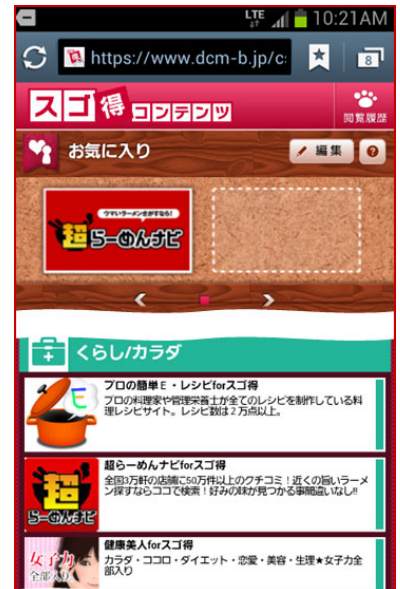 LTE 10:21AM
https://www.dcm-b.jp/c
8
スゴ得コンテンツ
閲覧履歴
お気に入り
編集
?
ウマいラーメンさがすなら!
超らーめんナビ
くらし/カラダ
プロの簡単E・レシピforスゴ得
プロの料理家や管理栄養士が全てのレシピを制作している料
理レシピサイト。レシピ数は2万点以上。
E
超らーめんナビforスゴ得
全国3万軒の店舗に50万件以上のクチコミ!近くの旨いラーメ
ン探すならココで検索!好みの味が見つかる事間違いなし!!
超
らーめんナビ
健康美人forスゴ得
カラダ・ココロ・ダイエット・恋愛・美容・生理★女子力全
部入り
女子力
全部入り